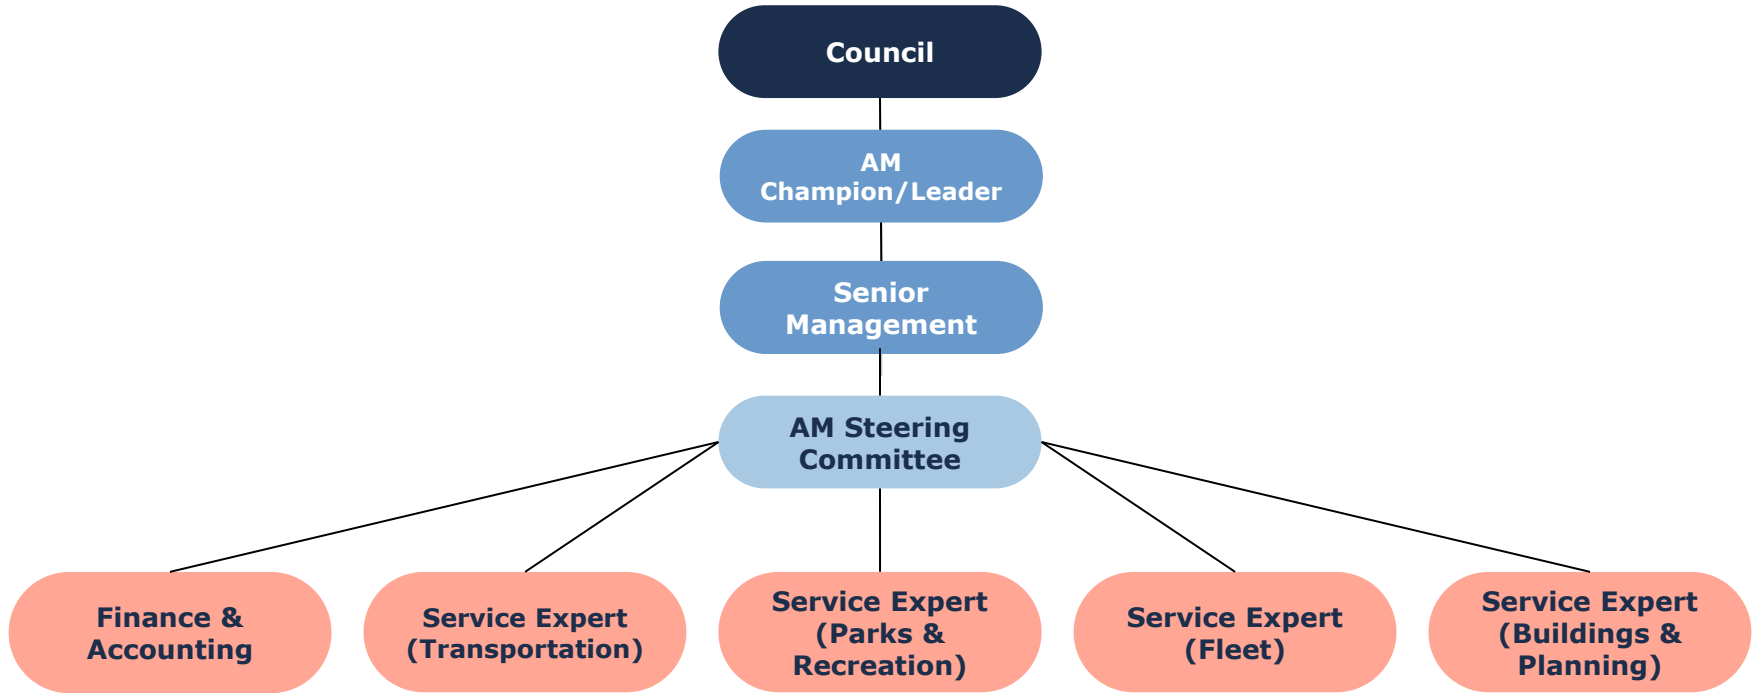 Council
AM
Champion/Leader
Senior
Management
AM Steering
Committee
Finance &
Accounting
Service Expert
(Transportation)
Service Expert
(Parks &
Recreation)
Service Expert
(Fleet)
Service Expert
(Buildings &
Planning)